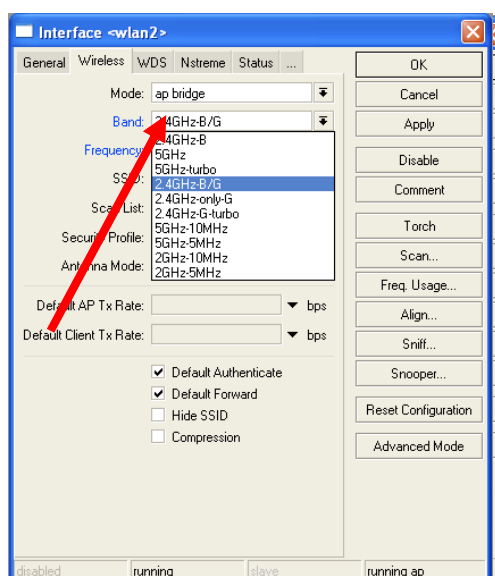 Interface <wlan2>
General Wireless WDS Nstreme Status ...
Mode: ap bridge
Band: 2.4GHz-B/G
2.4GHz-B
5GHz
5GHz-turbo
2.4GHz-B/G
2.4GHz-only-G
2.4GHz-G-turbo
5GHz-10MHz
5GHz-5MHz
2GHz-10MHz
2GHz-5MHz
Frequency:
SSID:
Scan List:
Security Profile:
Antenna Mode:
Default AP Tx Rate: bps
Default Client Tx Rate: bps
Default Authenticate
Default Forward
Hide SSID
Compression
OK
Cancel
Apply
Disable
Comment
Torch
Scan...
Freq. Usage...
Align...
Sniff...
Snooper...
Reset Configuration
Advanced Mode
disabled running slave running ap